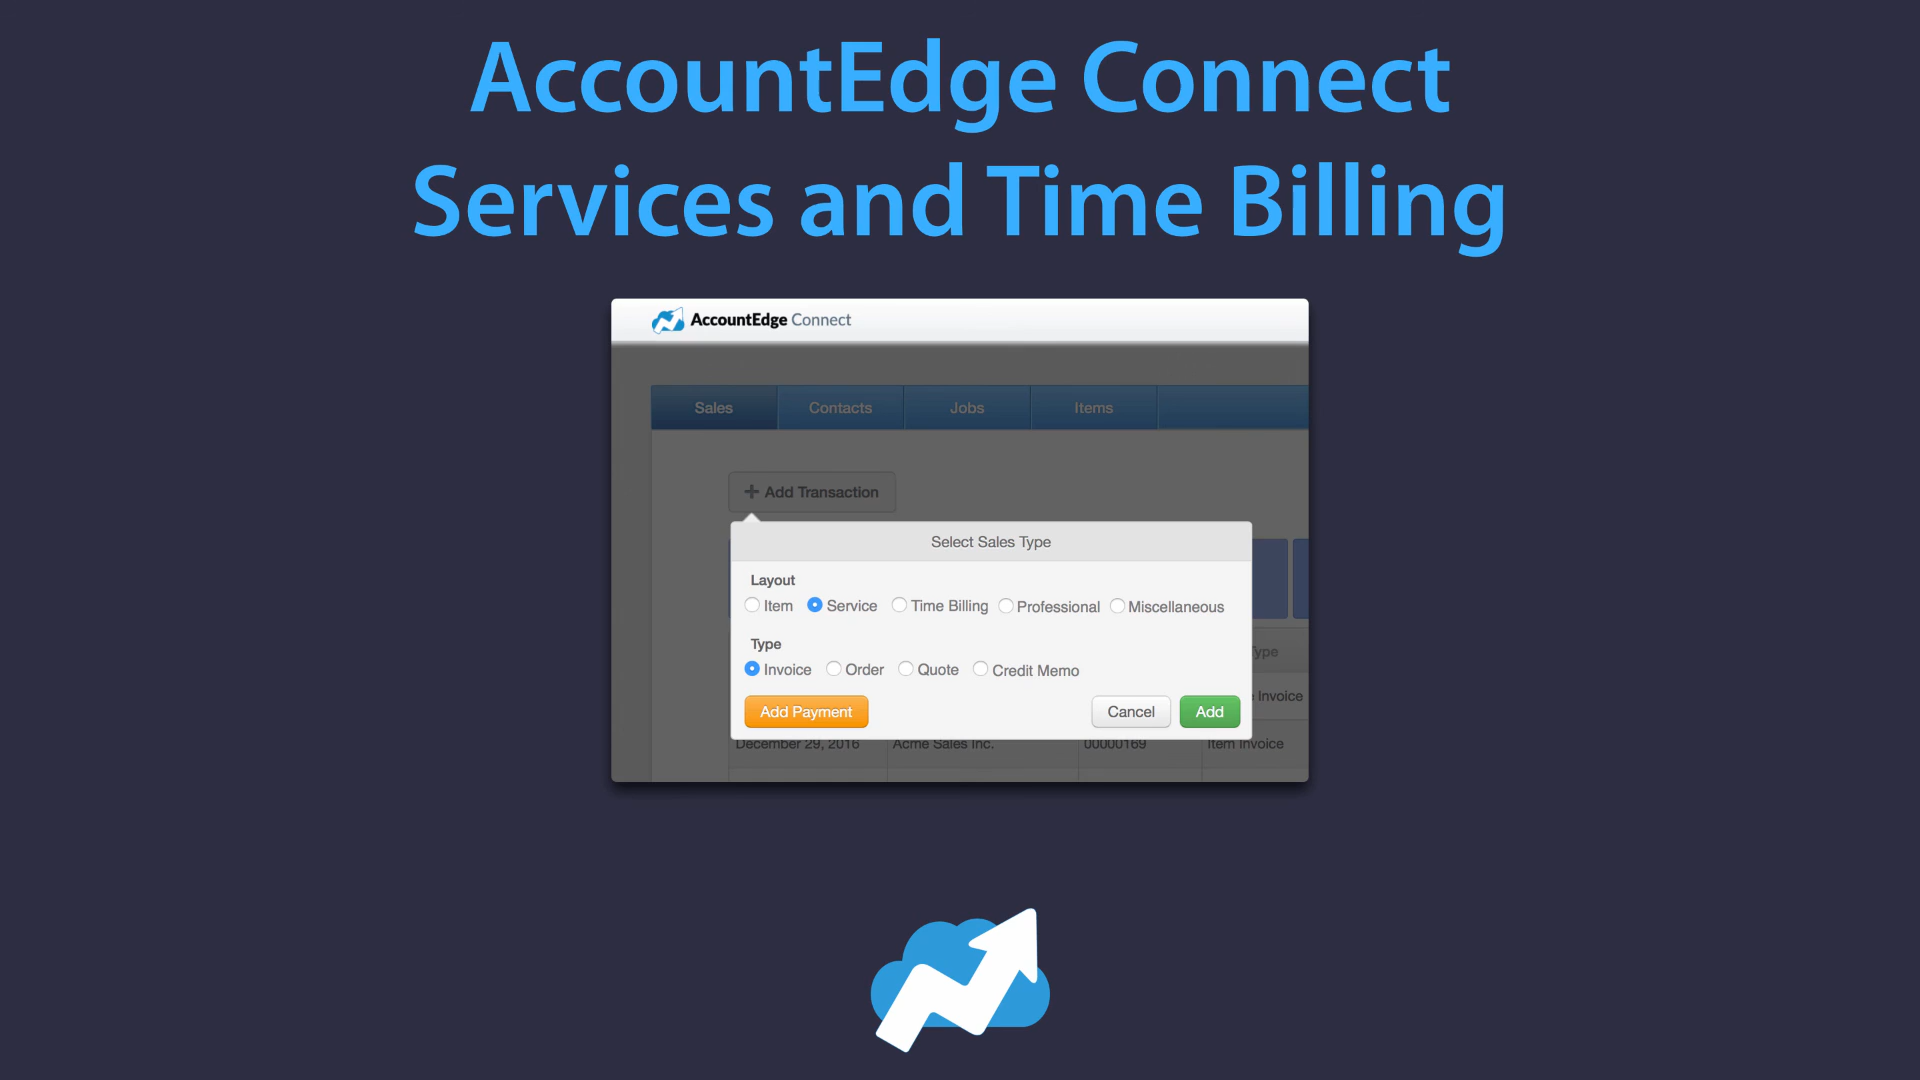 AccountEdge Connect
Services and Time Billing
AccountEdge Connect
Sales Contacts Jobs Items
Add Transaction
Select Sales Type
Layout
Item Service Time Billing Professional Miscellaneous
Type
Invoice Order Quote Credit Memo
Type
Invoice
Add Payment Cancel Add
December 29, 2016 Acme Sales Inc. 00000169 Item Invoice